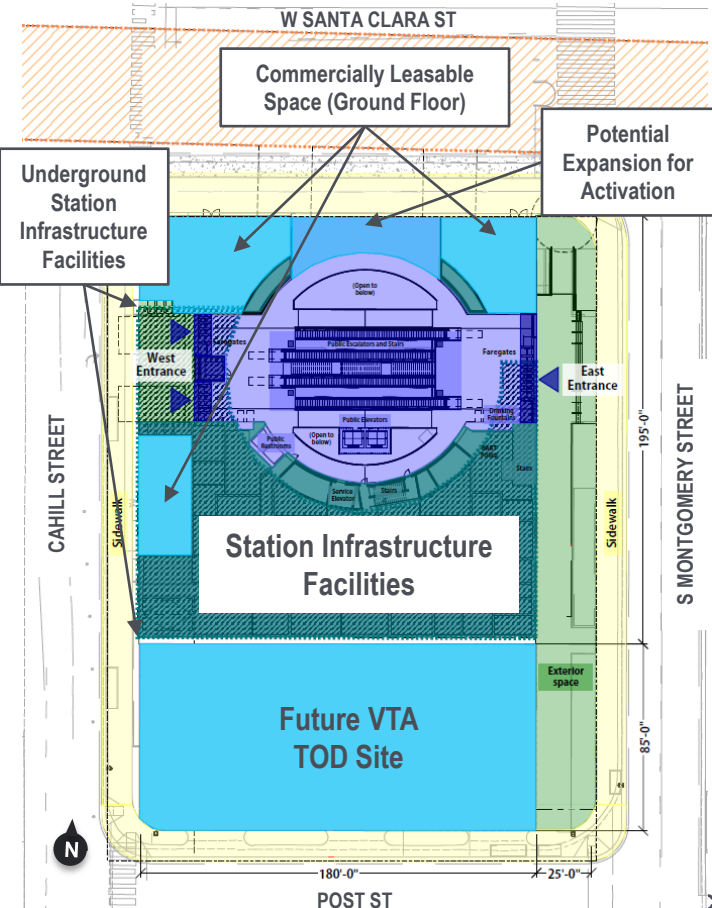 W SANTA CLARA ST
Commercially Leasable
Space (Ground Floor)
Potential
Expansion for
Activation
Underground
Station
Infrastructure
Facilities
(Open to
below)
Faregates
Public Escalators and Stairs
Faregates
West
Entrance
East
Entrance
Drinking
Fountains
Public Elevators
Public
Restrooms
(Open to
below)
BART
Police
Stairs
Service
Elevator
Stairs
CAHILL STREET
Sidewalk
Station Infrastructure
Facilities
Sidewalk
195'-0"
S MONTGOMERY STREET
Exterior
space
Future VTA
TOD Site
85'-0"
N
180'-0"
25'-0"
POST ST